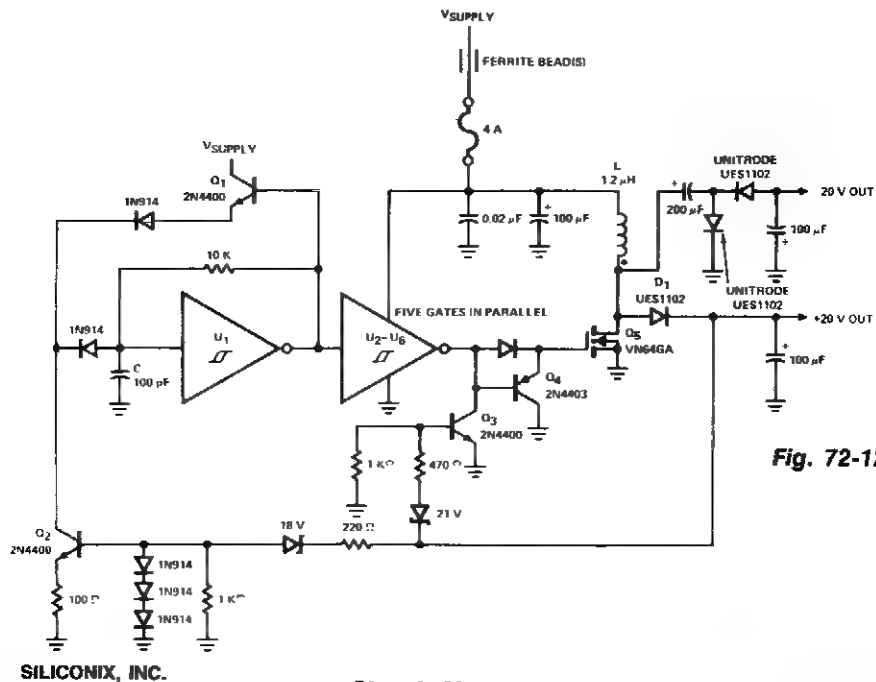 VSUPPLY
FERRITE BEAD(S)
4 A
VSUPPLY
Q1
2N4400
1N914
10 K
L
1.2 µH
UNITRODE
UES1102
+
200 µF
20 V OUT
0.02 µF
+
100 µF
100 µF
+
UNITRODE
UES1102
D1
UES1102
+20 V OUT
FIVE GATES IN PARALLEL
1N914
U1
U2-U6
Q5
VN64GA
+
100 µF
C
100 pF
Q4
2N4403
Q3
2N4400
1 KΩ
470 Ω
Fig. 72-12
21 V
18 V
220 Ω
Q2
2N4400
1N914
1N914
1N914
100 Ω
1 KΩ
SILICONIX, INC.